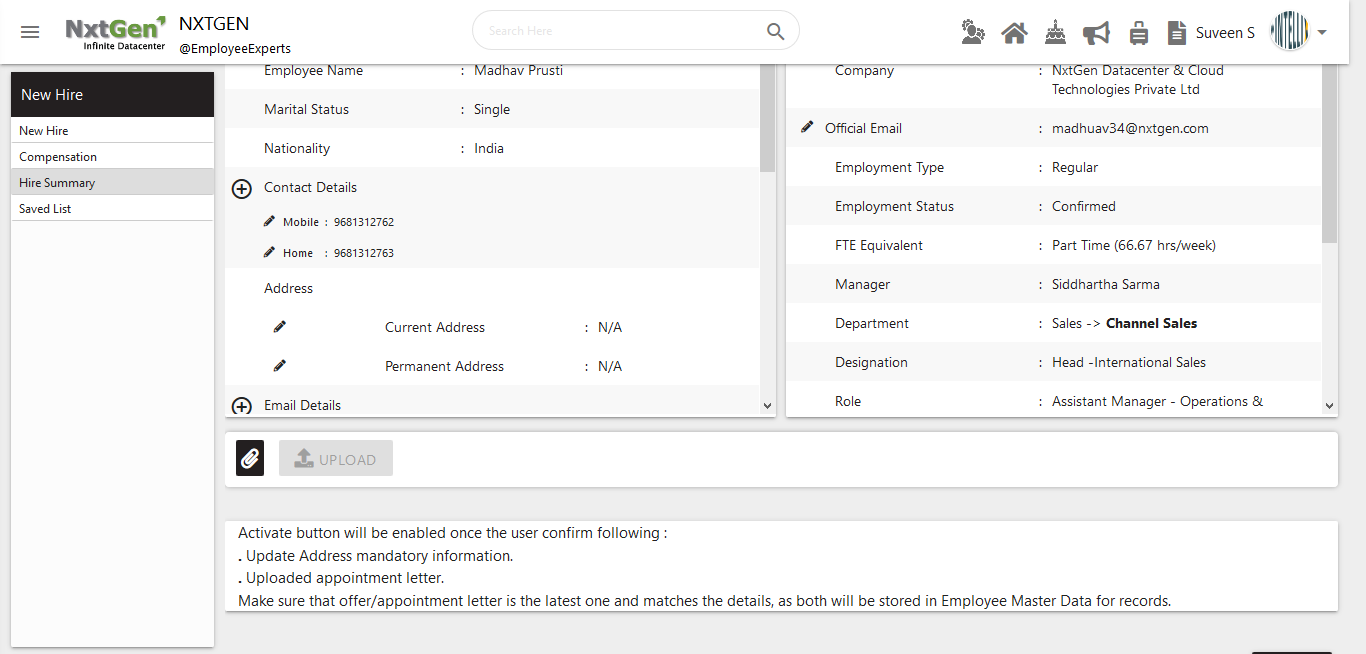 NxtGen
Infinite Datacenter
NXTGEN
@EmployeeExperts
Search Here
Suveen S
New Hire
New Hire
Compensation
Hire Summary
Saved List
Employee Name : Madhav Prusti
Marital Status : Single
Nationality : India
Contact Details
Mobile : 9681312762
Home : 9681312763
Address
Current Address : N/A
Permanent Address : N/A
Email Details
Company : NxtGen Datacenter & Cloud
Technologies Private Ltd
Official Email : madhuav34@nxtgen.com
Employment Type : Regular
Employment Status : Confirmed
FTE Equivalent : Part Time (66.67 hrs/week)
Manager : Siddhartha Sarma
Department : Sales -> Channel Sales
Designation : Head -International Sales
Role : Assistant Manager - Operations &
UPLOAD
Activate button will be enabled once the user confirm following :
. Update Address mandatory information.
. Uploaded appointment letter.
Make sure that offer/appointment letter is the latest one and matches the details, as both will be stored in Employee Master Data for records.